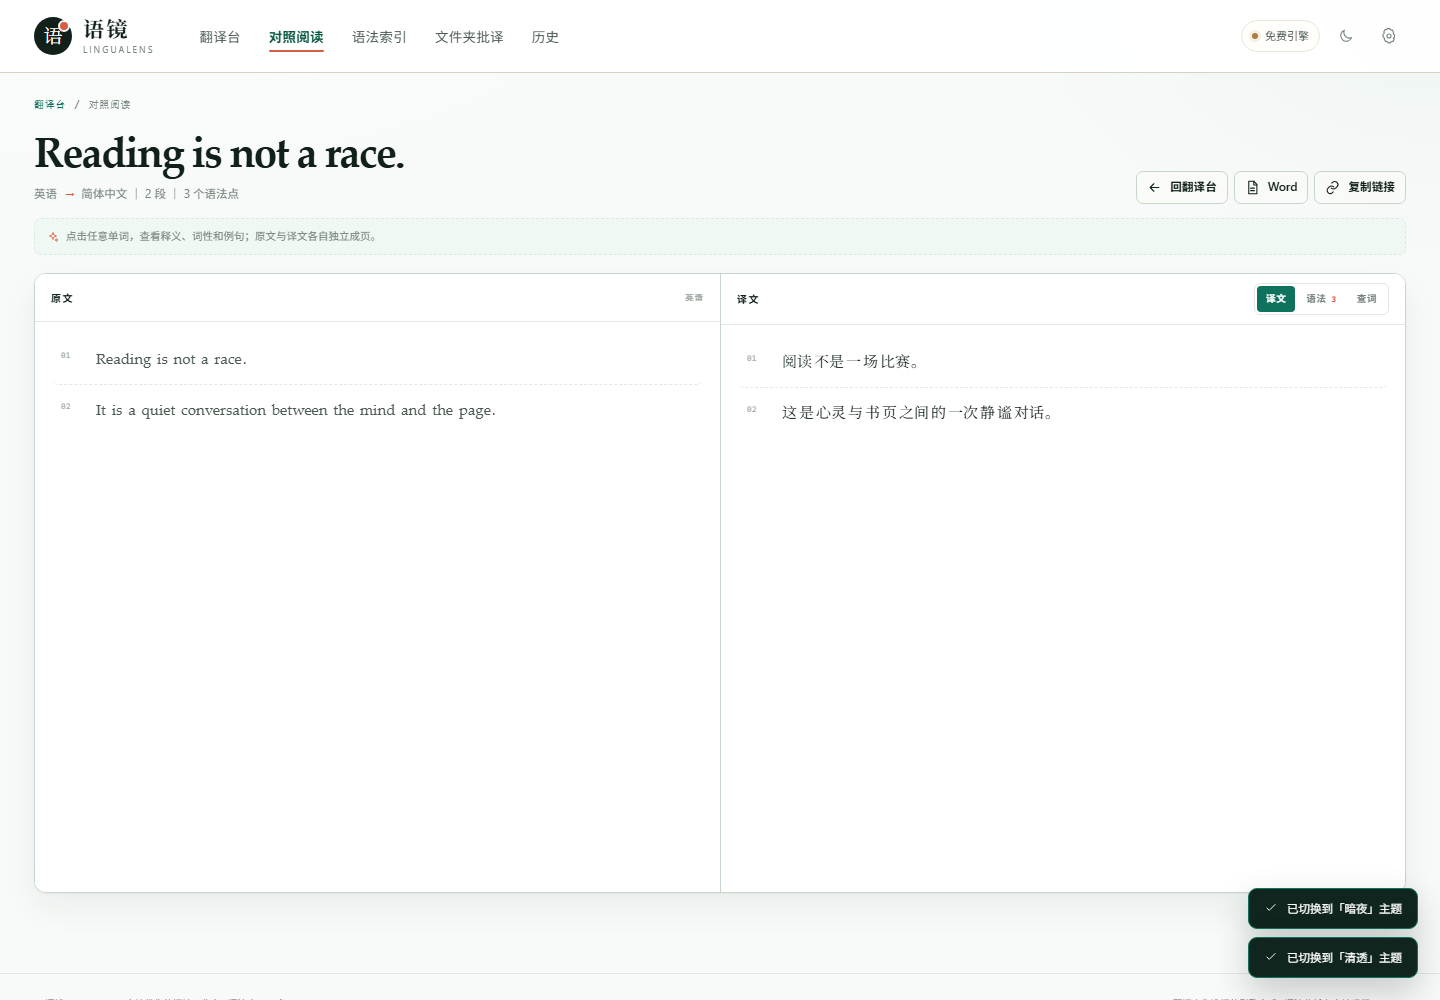 语 语镜
LINGUALENS
翻译台 对照阅读 语法索引 文件夹批译 历史
免费引擎
翻译台 / 对照阅读
Reading is not a race.
英语 → 简体中文 | 2 段 | 3 个语法点
← 回翻译台 Word 复制链接
点击任意单词，查看释义、词性和例句；原文与译文各自独立成页。
原文 英语
01 Reading is not a race.
02 It is a quiet conversation between the mind and the page.
译文 译文 语法 3 查词
01 阅读不是一场比赛。
02 这是心灵与书页之间的一次静谧对话。
已切换到「暗夜」主题
已切换到「清透」主题